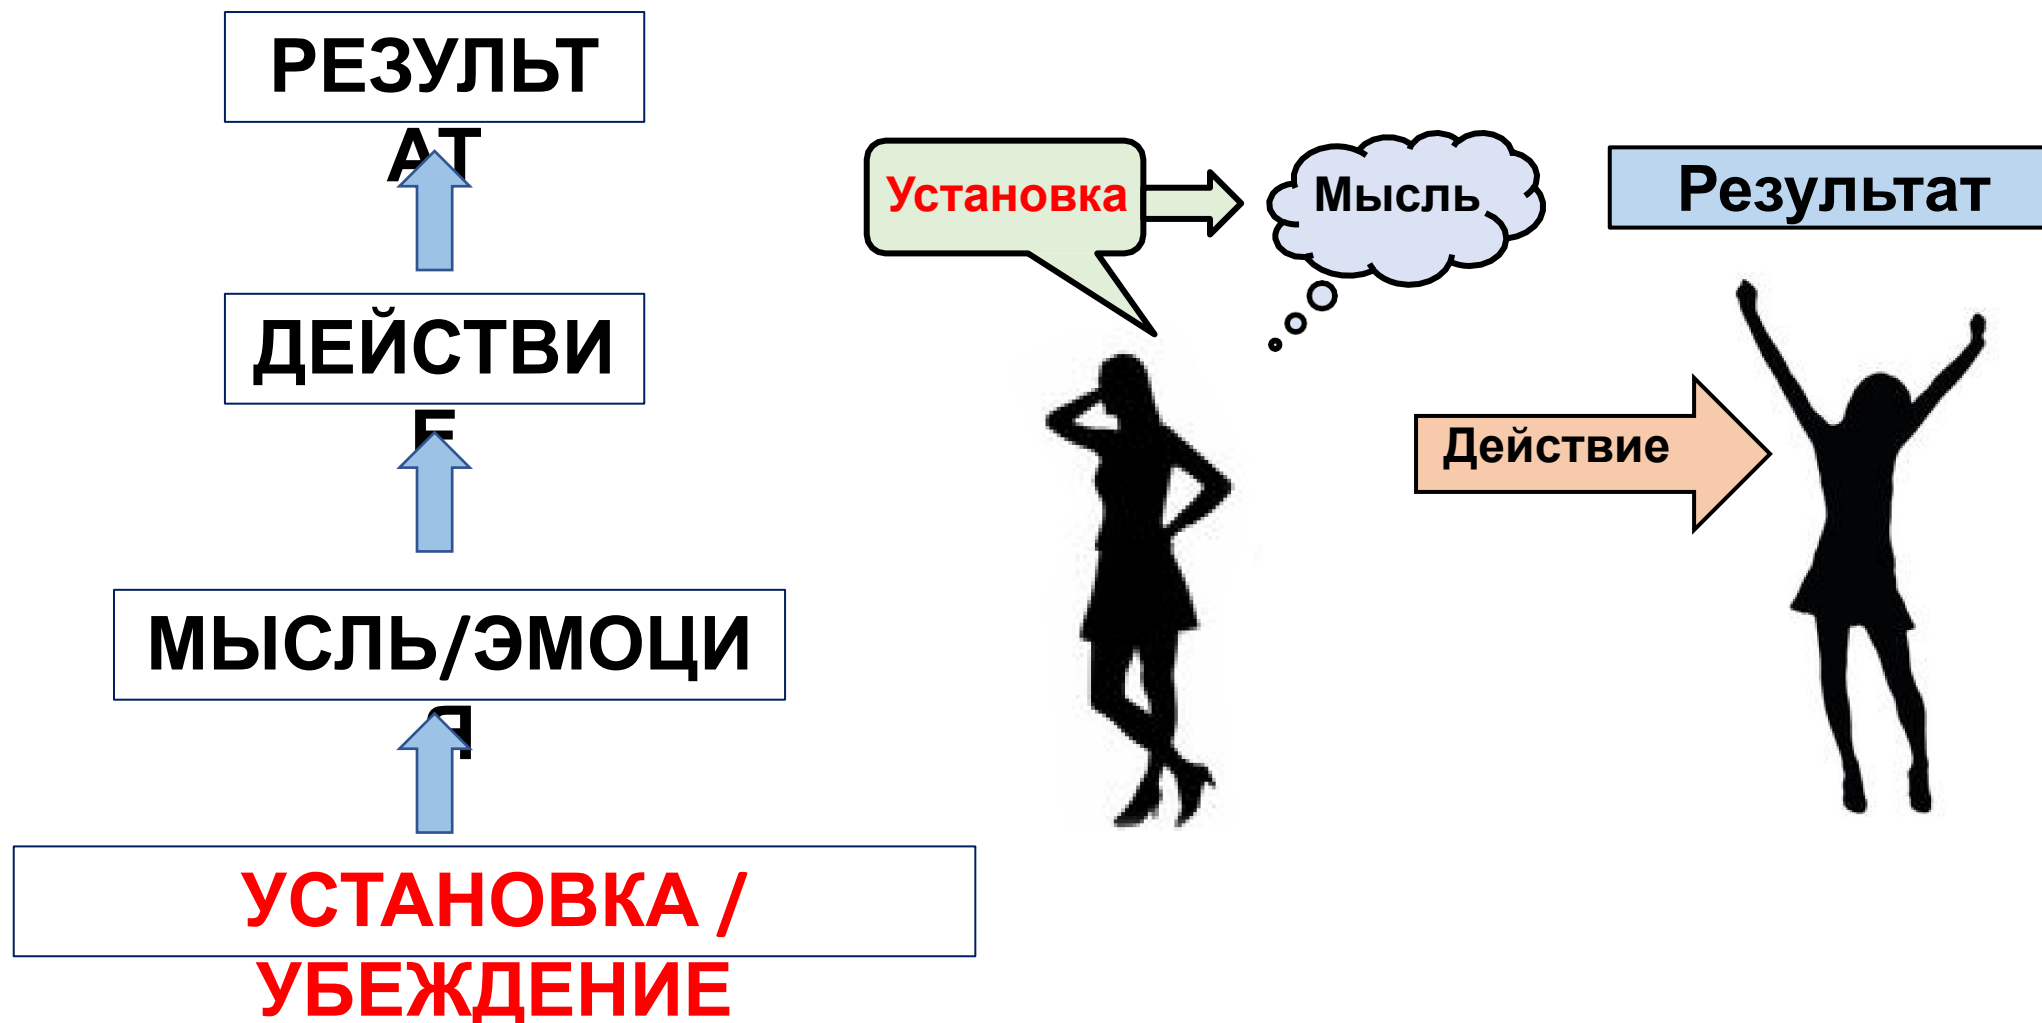 РЕЗУЛЬТ
АТ
ДЕЙСТВИ
Е
МЫСЛЬ/ЭМОЦИ
Я
УСТАНОВКА /
УБЕЖДЕНИЕ
Установка
Мысль
Результат
Действие